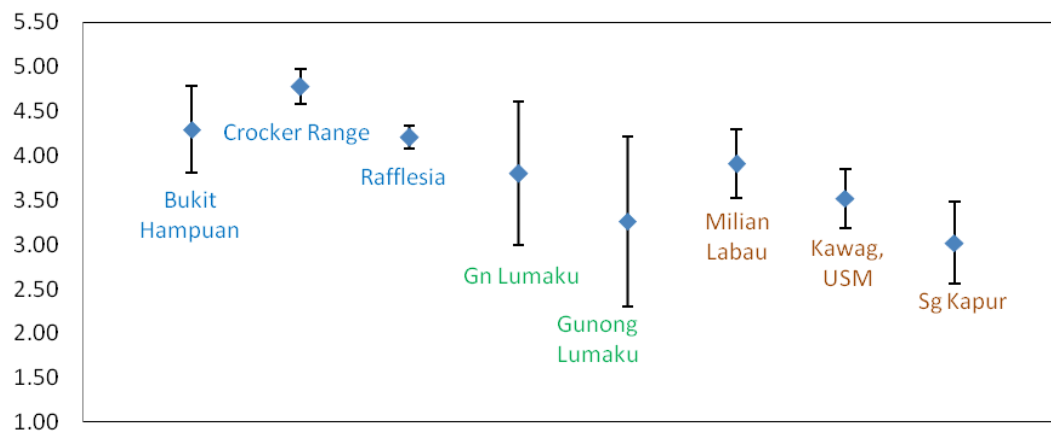 5.50
5.00
4.50
4.00
3.50
3.00
2.50
2.00
1.50
1.00
Bukit
Hampuan
Crocker Range
Rafflesia
Gn Lumaku
Gunong
Lumaku
Milian
Labau
Kawag,
USM
Sg Kapur